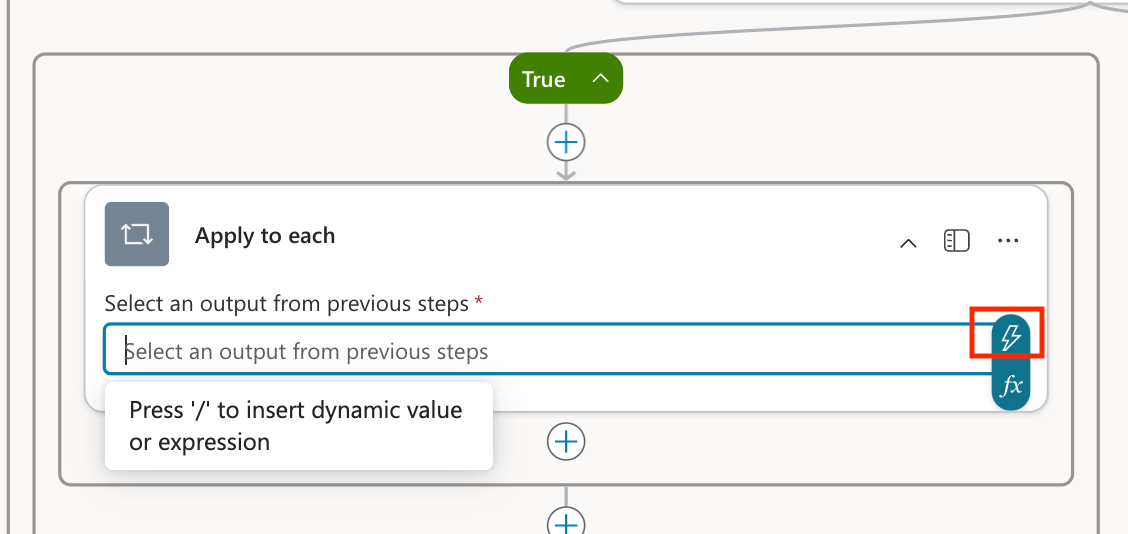 True
Apply to each
Select an output from previous steps *
Select an output from previous steps
fx
Press '/' to insert dynamic value
or expression